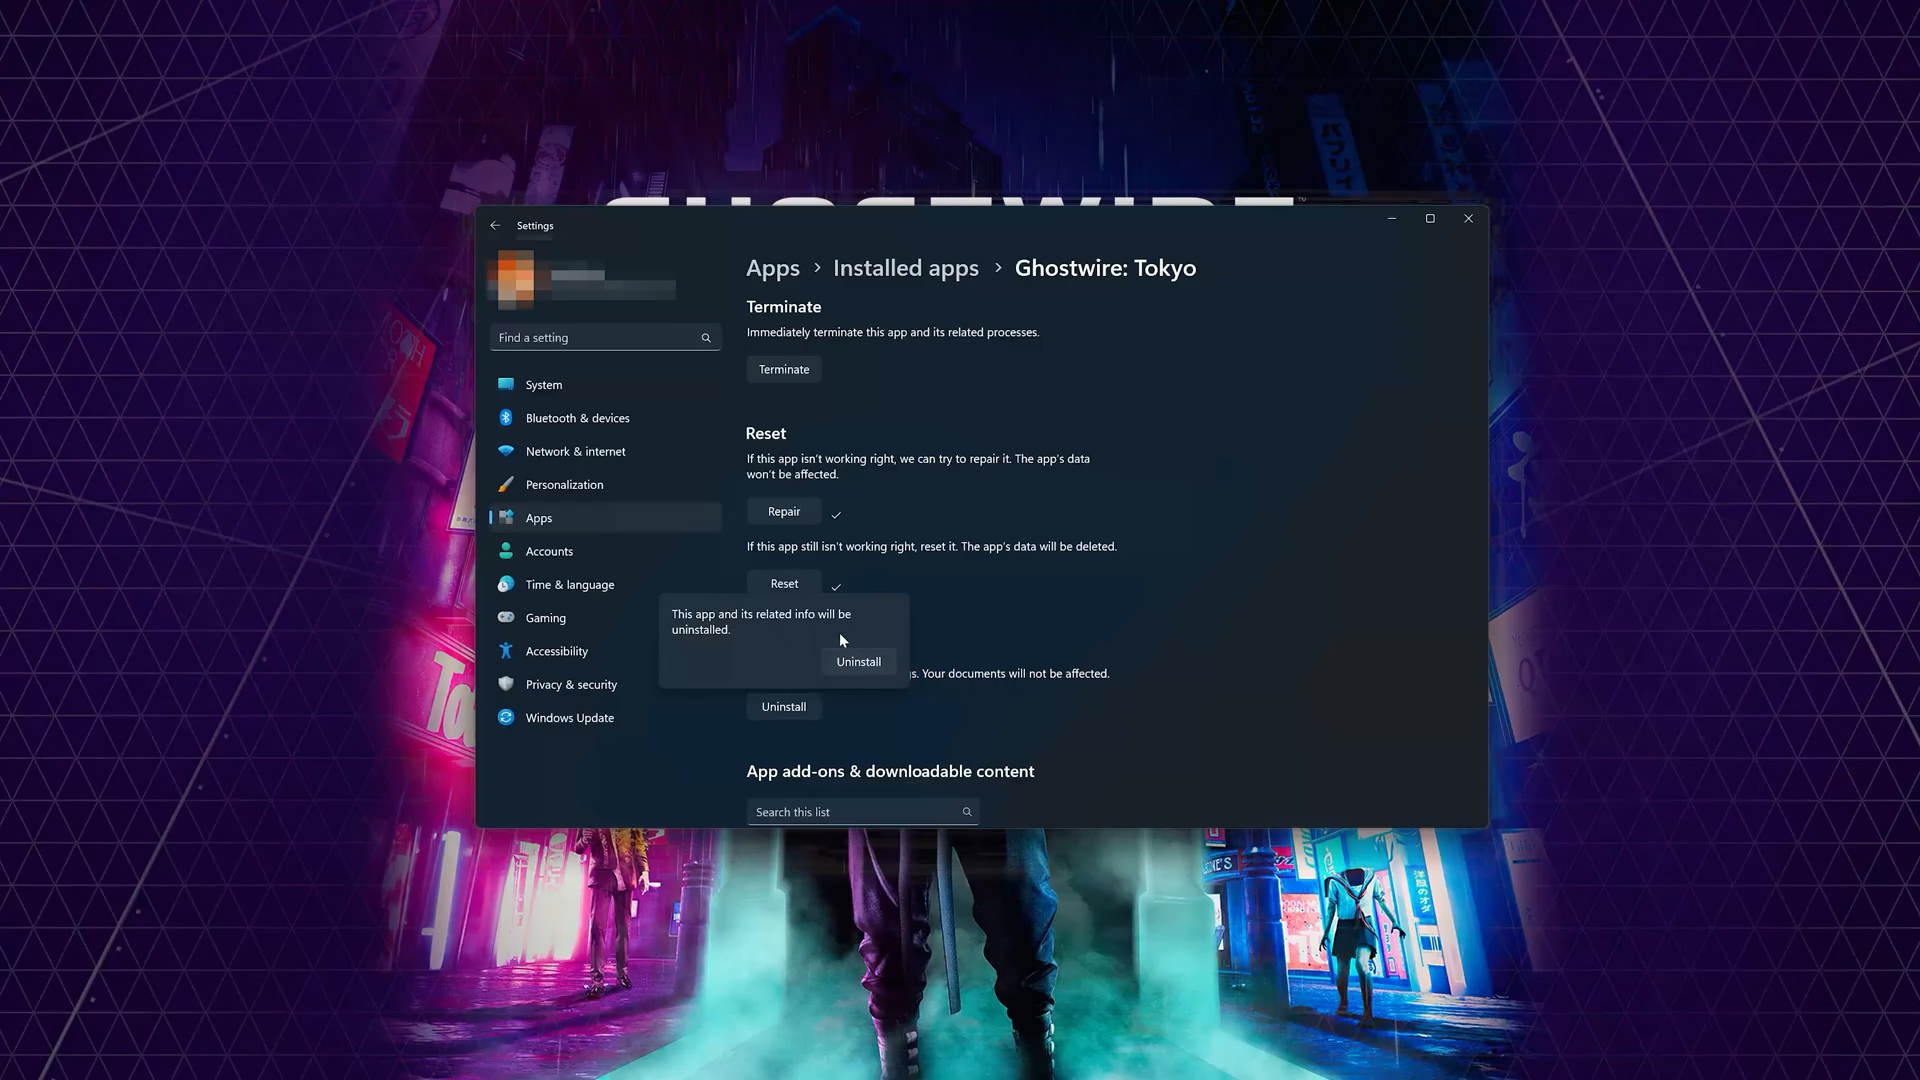 Settings
Apps › Installed apps › Ghostwire: Tokyo
Find a setting
System
Bluetooth & devices
Network & internet
Personalization
Apps
Accounts
Time & language
Gaming
Accessibility
Privacy & security
Windows Update
Terminate
Immediately terminate this app and its related processes.
Terminate
Reset
If this app isn't working right, we can try to repair it. The app's data
won't be affected.
Repair
If this app still isn't working right, reset it. The app's data will be deleted.
Reset
This app and its related info will be
uninstalled.
Uninstall
Your documents will not be affected.
Uninstall
App add-ons & downloadable content
Search this list